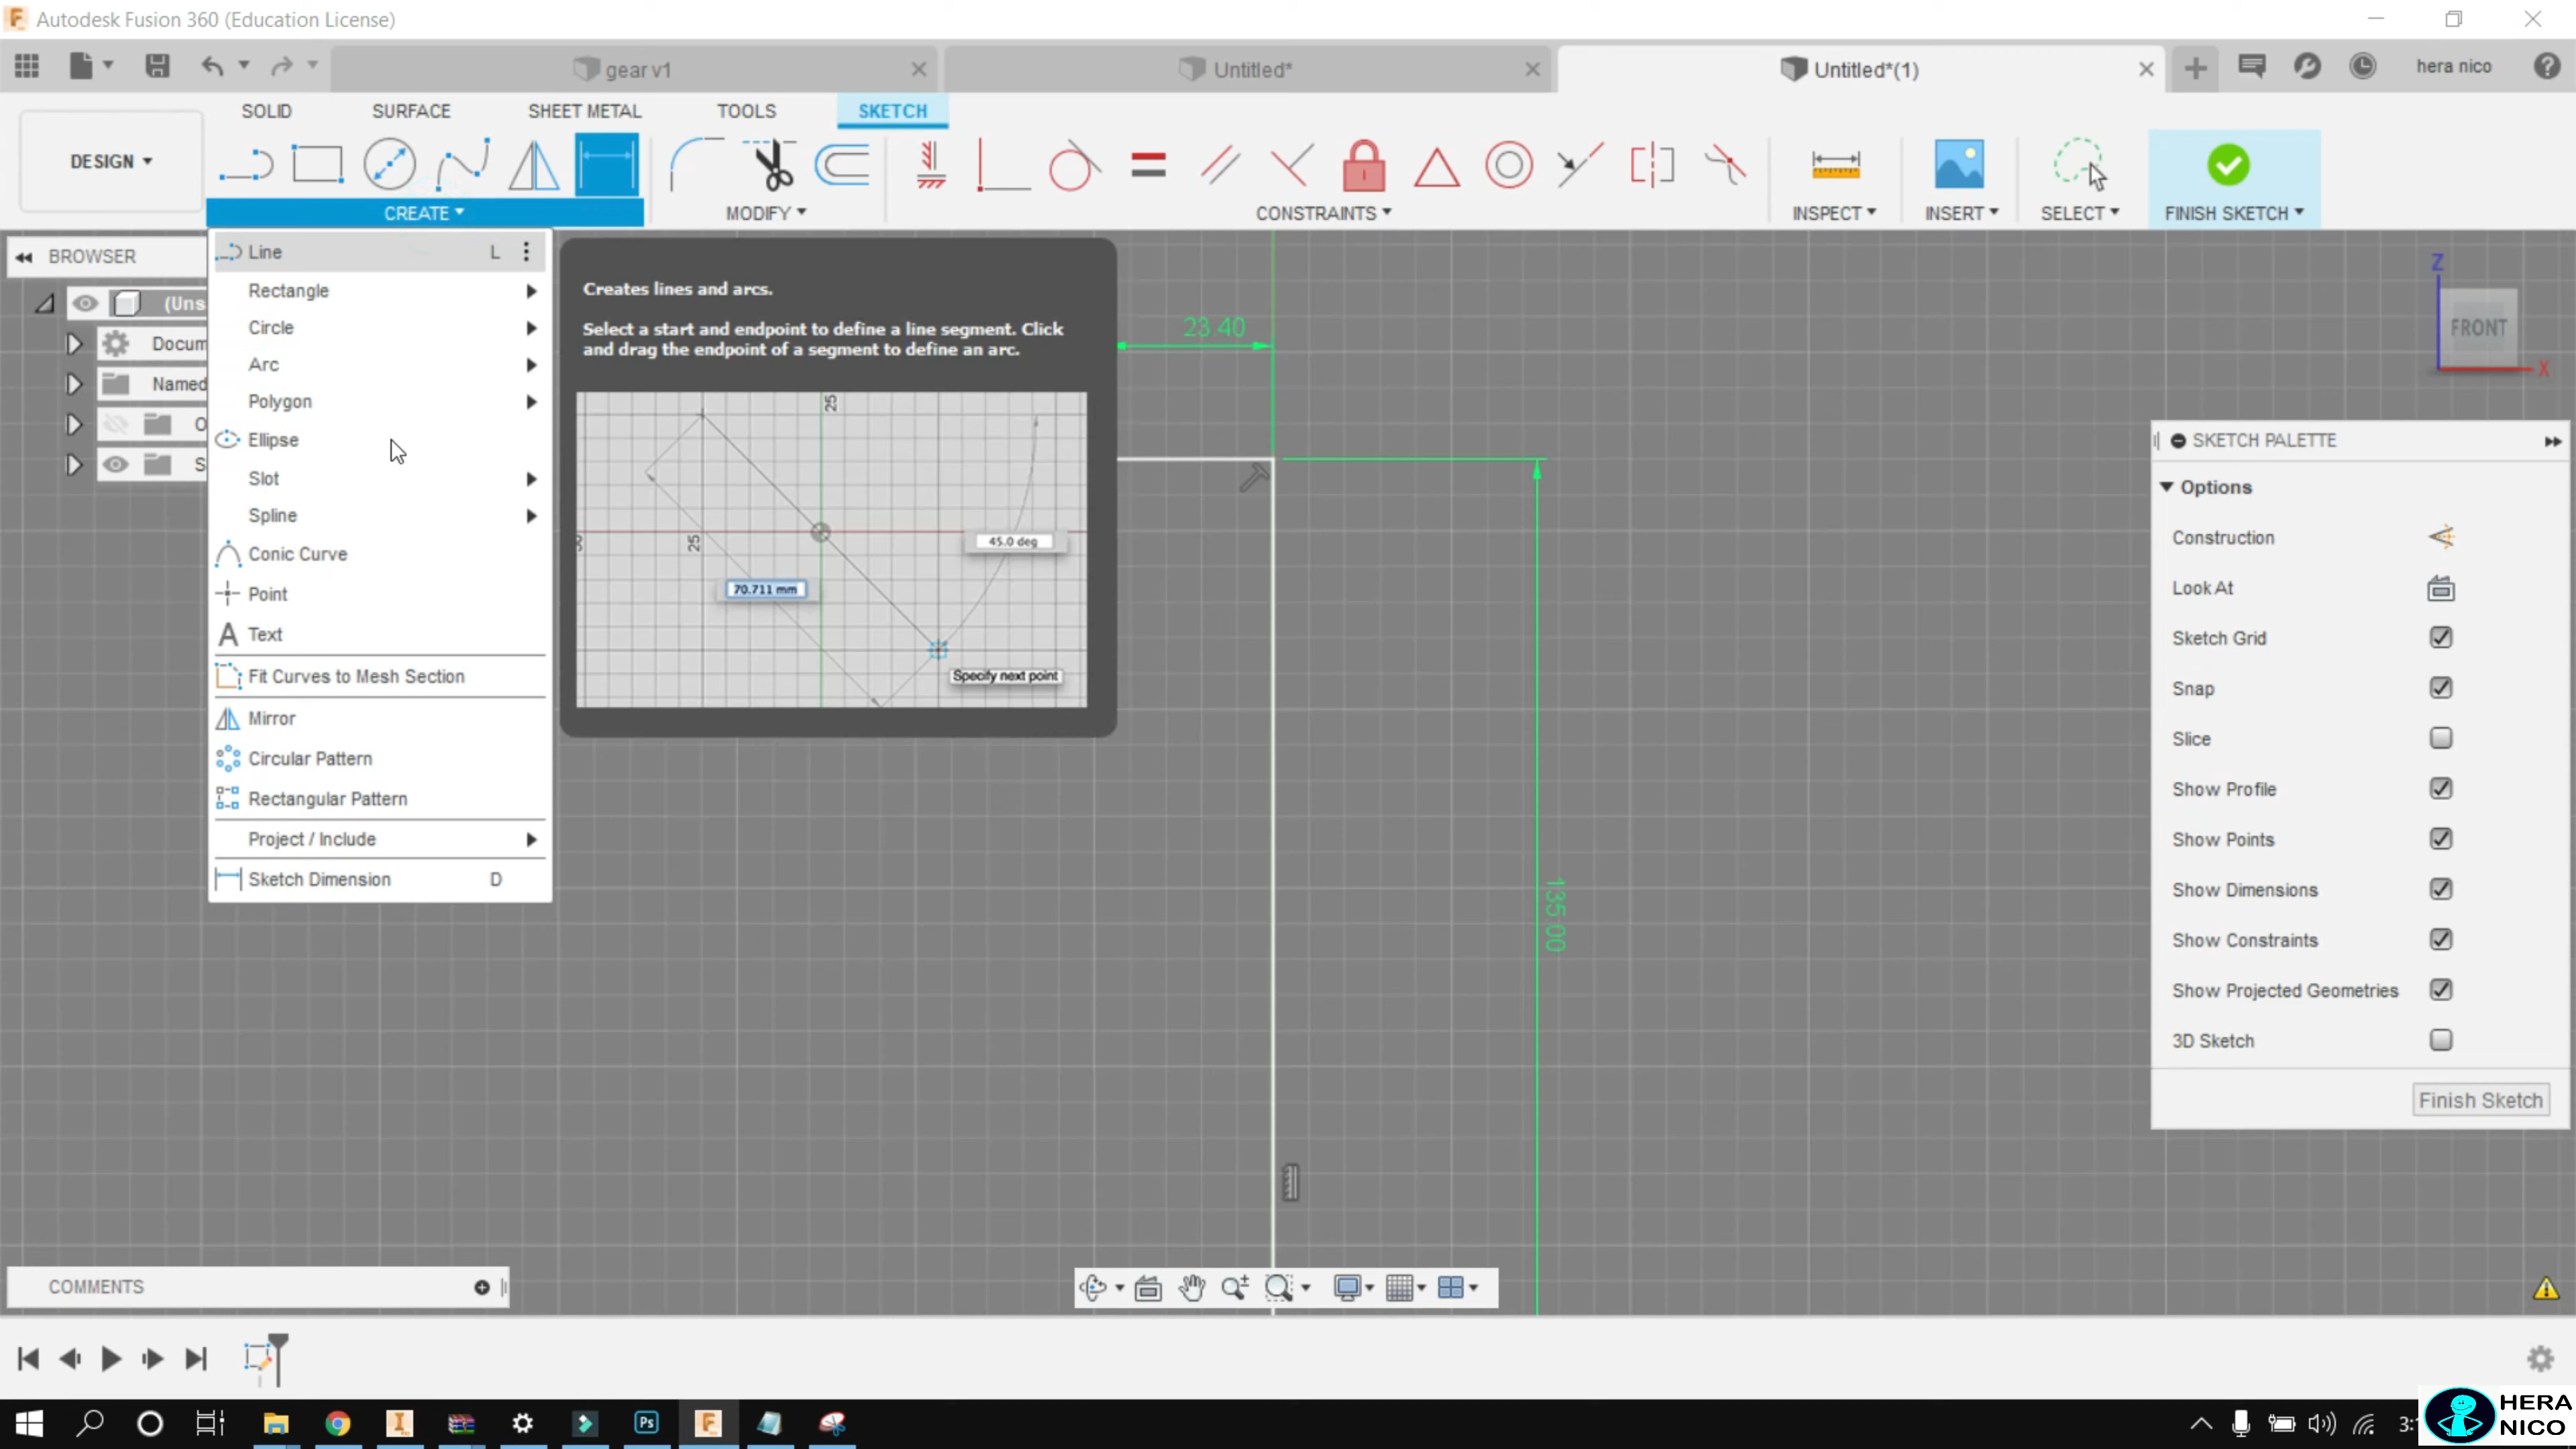 Autodesk Fusion 360 (Education License)
gear v1
Untitled*
Untitled*(1)
hera nico
SOLID
SURFACE
SHEET METAL
TOOLS
SKETCH
DESIGN
CREATE
MODIFY
CONSTRAINTS
INSPECT
INSERT
SELECT
FINISH SKETCH
BROWSER
(Uns
Docum
Named
O
S
Line L
Rectangle
Circle
Arc
Polygon
Ellipse
Slot
Spline
Conic Curve
Point
Text
Fit Curves to Mesh Section
Mirror
Circular Pattern
Rectangular Pattern
Project / Include
Sketch Dimension D
Creates lines and arcs.
Select a start and endpoint to define a line segment. Click
and drag the endpoint of a segment to define an arc.
25
25
45.0 deg
70.711 mm
Specify next point
23.40
135.00
Z
FRONT
X
SKETCH PALETTE
Options
Construction
Look At
Sketch Grid
Snap
Slice
Show Profile
Show Points
Show Dimensions
Show Constraints
Show Projected Geometries
3D Sketch
Finish Sketch
COMMENTS
Ps
HERA
NICO